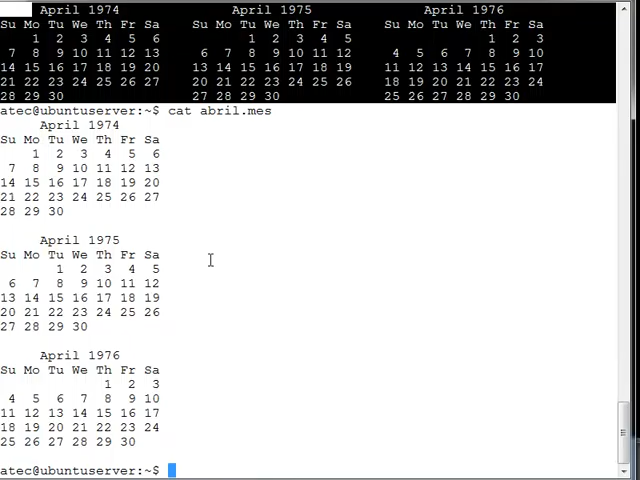 April 1974 April 1975 April 1976
Su Mo Tu We Th Fr Sa Su Mo Tu We Th Fr Sa Su Mo Tu We Th Fr Sa
1 2 3 4 5 6 1 2 3 4 5 1 2 3
7 8 9 10 11 12 13 6 7 8 9 10 11 12 4 5 6 7 8 9 10
14 15 16 17 18 19 20 13 14 15 16 17 18 19 11 12 13 14 15 16 17
21 22 23 24 25 26 27 20 21 22 23 24 25 26 18 19 20 21 22 23 24
28 29 30 27 28 29 30 25 26 27 28 29 30
atec@ubuntuserver:~$ cat abril.mes
April 1974
Su Mo Tu We Th Fr Sa
1 2 3 4 5 6
7 8 9 10 11 12 13
14 15 16 17 18 19 20
21 22 23 24 25 26 27
28 29 30
April 1975
Su Mo Tu We Th Fr Sa
1 2 3 4 5
6 7 8 9 10 11 12
13 14 15 16 17 18 19
20 21 22 23 24 25 26
27 28 29 30
April 1976
Su Mo Tu We Th Fr Sa
1 2 3
4 5 6 7 8 9 10
11 12 13 14 15 16 17
18 19 20 21 22 23 24
25 26 27 28 29 30
atec@ubuntuserver:~$